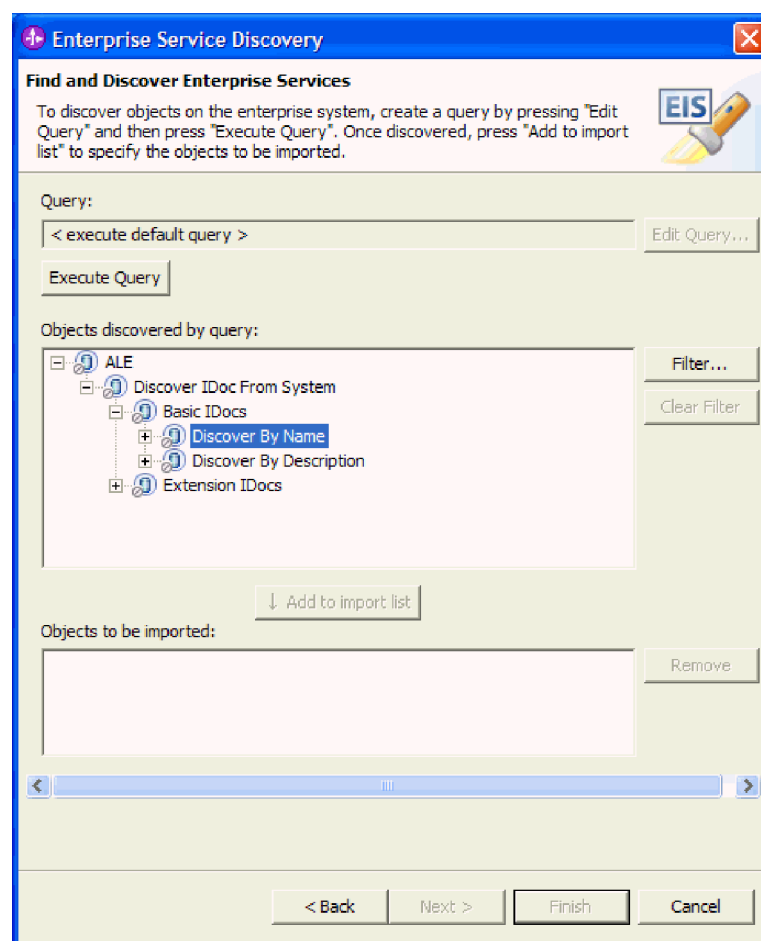 Enterprise Service Discovery
Find and Discover Enterprise Services
To discover objects on the enterprise system, create a query by pressing "Edit
Query" and then press "Execute Query". Once discovered, press "Add to import
list" to specify the objects to be imported.
EIS
Query:
< execute default query >
Edit Query...
Execute Query
Objects discovered by query:
ALE
Discover IDoc From System
Basic IDocs
Discover By Name
Discover By Description
Extension IDocs
Filter...
Clear Filter
↓ Add to import list
Objects to be imported:
Remove
< Back
Next >
Finish
Cancel